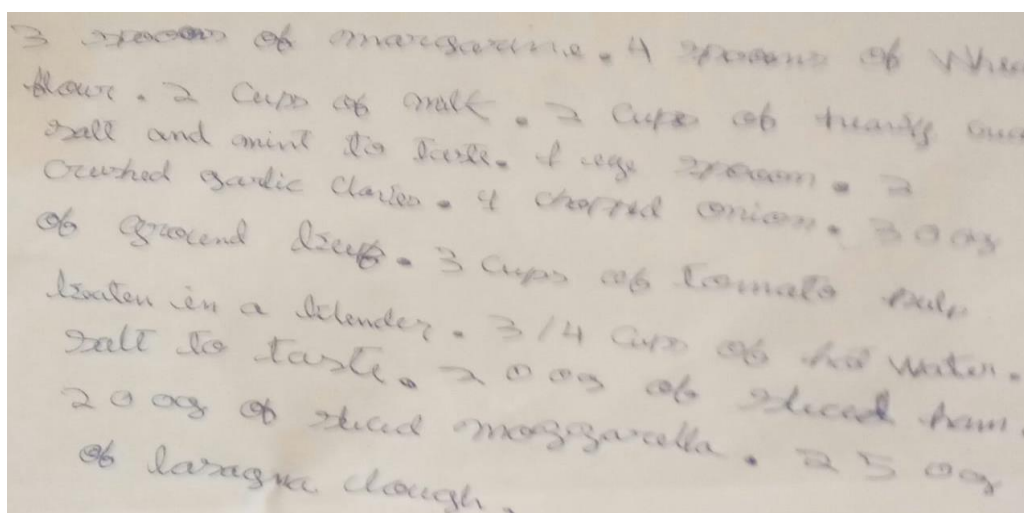 3 spoons of margarine. 4 spoons of Whea
flour. 2 Cups of milk. 2 Cups of
salt and mint to taste. 1 ege spoon. 2
Crushed garlic Cloves. 1 chopped onion. 300g
of ground beef. 3 Cups of tomato pulp
beaten in a blender. 3/4 Cups of hot water.
salt to taste. 200g of sliced ham.
200g of sliced mozzarella. 250g
of lasagna dough.